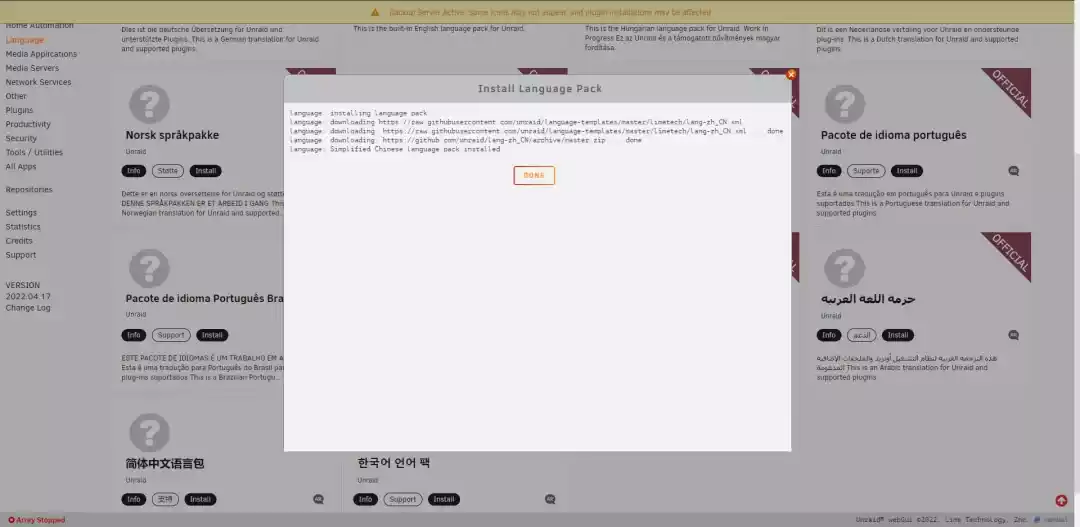 Backup Server Active. Some icons may not appear, and plugin installations may be affected
Home Automation
Language
Media Applications
Media Servers
Network Services
Other
Plugins
Productivity
Security
Tools / Utilities
All Apps
Repositories
Settings
Statistics
Credits
Support
VERSION
2022.04.17
Change Log
Dies ist die deutsche Übersetzung für Unraid und
unterstützte Plugins. This is a German translation for Unraid
and supported plugins.
This is the built-in English language pack for Unraid.
This is the Hungarian language pack for Unraid. Work in
Progress Ez az Unraid és a támogatott bővítmények magyar
fordítása.
Dit is een Nederlandse vertaling voor Unraid en ondersteunde
plug-ins. This is a Dutch translation for Unraid and supported
plugins
Install Language Pack
language: installing language pack
language: downloading https://raw.githubusercontent.com/unraid/language-templates/master/limetech/lang-zh_CN.xml
language: downloading: https://raw.githubusercontent.com/unraid/language-templates/master/limetech/lang-zh_CN.xml ... done
language: downloading: https://github.com/unraid/lang-zh_CN/archive/master.zip ... done
language: Simplified Chinese language pack installed
DONE
Norsk språkpakke
Unraid
Info Støtte Install
Dette er en norsk oversettelse for Unraid og støtt
DENNE SPRÅKPAKKEN ER ET ARBEID I GANG This
Norwegian translation for Unraid and supported
OFFICIAL
Pacote de idioma português
Unraid
Info Suporte Install
Esta é uma tradução em português para Unraid e plugins
suportados This is a Portuguese translation for Unraid and
supported plugins
Pacote de idioma Português Bra
Unraid
Info Support Install
ESTE PACOTE DE IDIOMAS É UM TRABALHO EM A
Esta é uma tradução para Português do Brasil pa
plug-ins suportados This is a Brazilian Portugu...
OFFICIAL
حزمة اللغة العربية
Unraid
Info الدعم Install
هذه الترجمة العربية لنظام التشغيل أونريد والملحقات الإضافية
المدعومة This is an Arabic translation for Unraid and
supported plugins
简体中文语言包
Unraid
Info 支持 Install
한국어 언어 팩
Unraid
Info Support Install
Array Stopped
Unraid® webGui ©2022, Lime Technology, Inc. manual